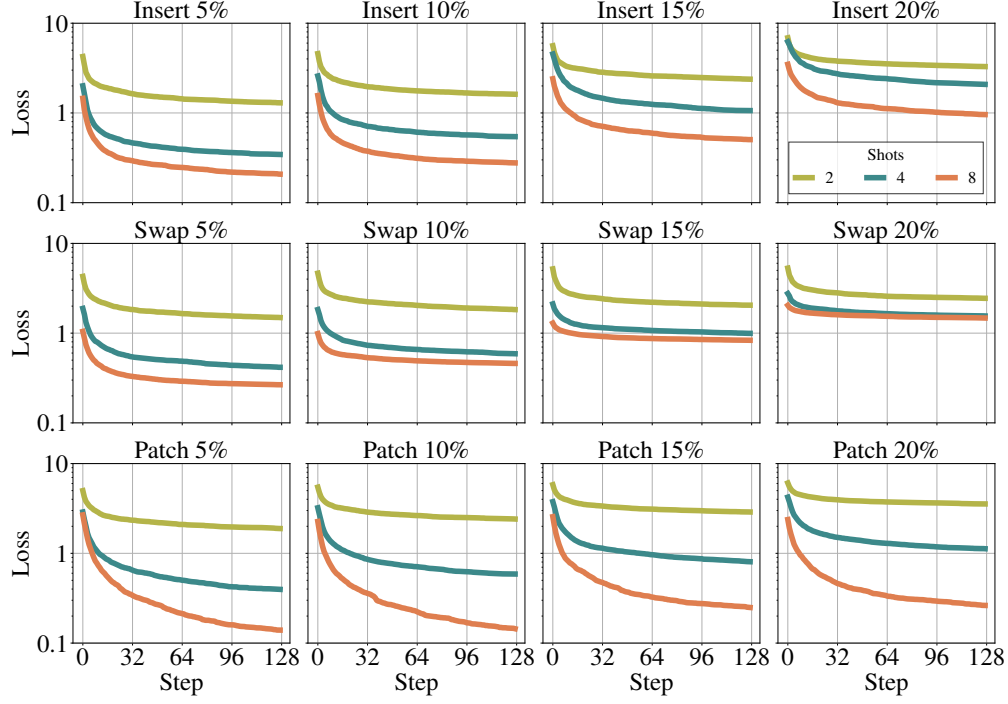 Insert 5% Insert 10% Insert 15% Insert 20%
10
1
0.1
Loss
Shots
2 4 8
Swap 5% Swap 10% Swap 15% Swap 20%
10
1
0.1
Loss
Patch 5% Patch 10% Patch 15% Patch 20%
10
1
0.1
Loss
0 32 64 96 128 0 32 64 96 128 0 32 64 96 128 0 32 64 96 128
Step Step Step Step